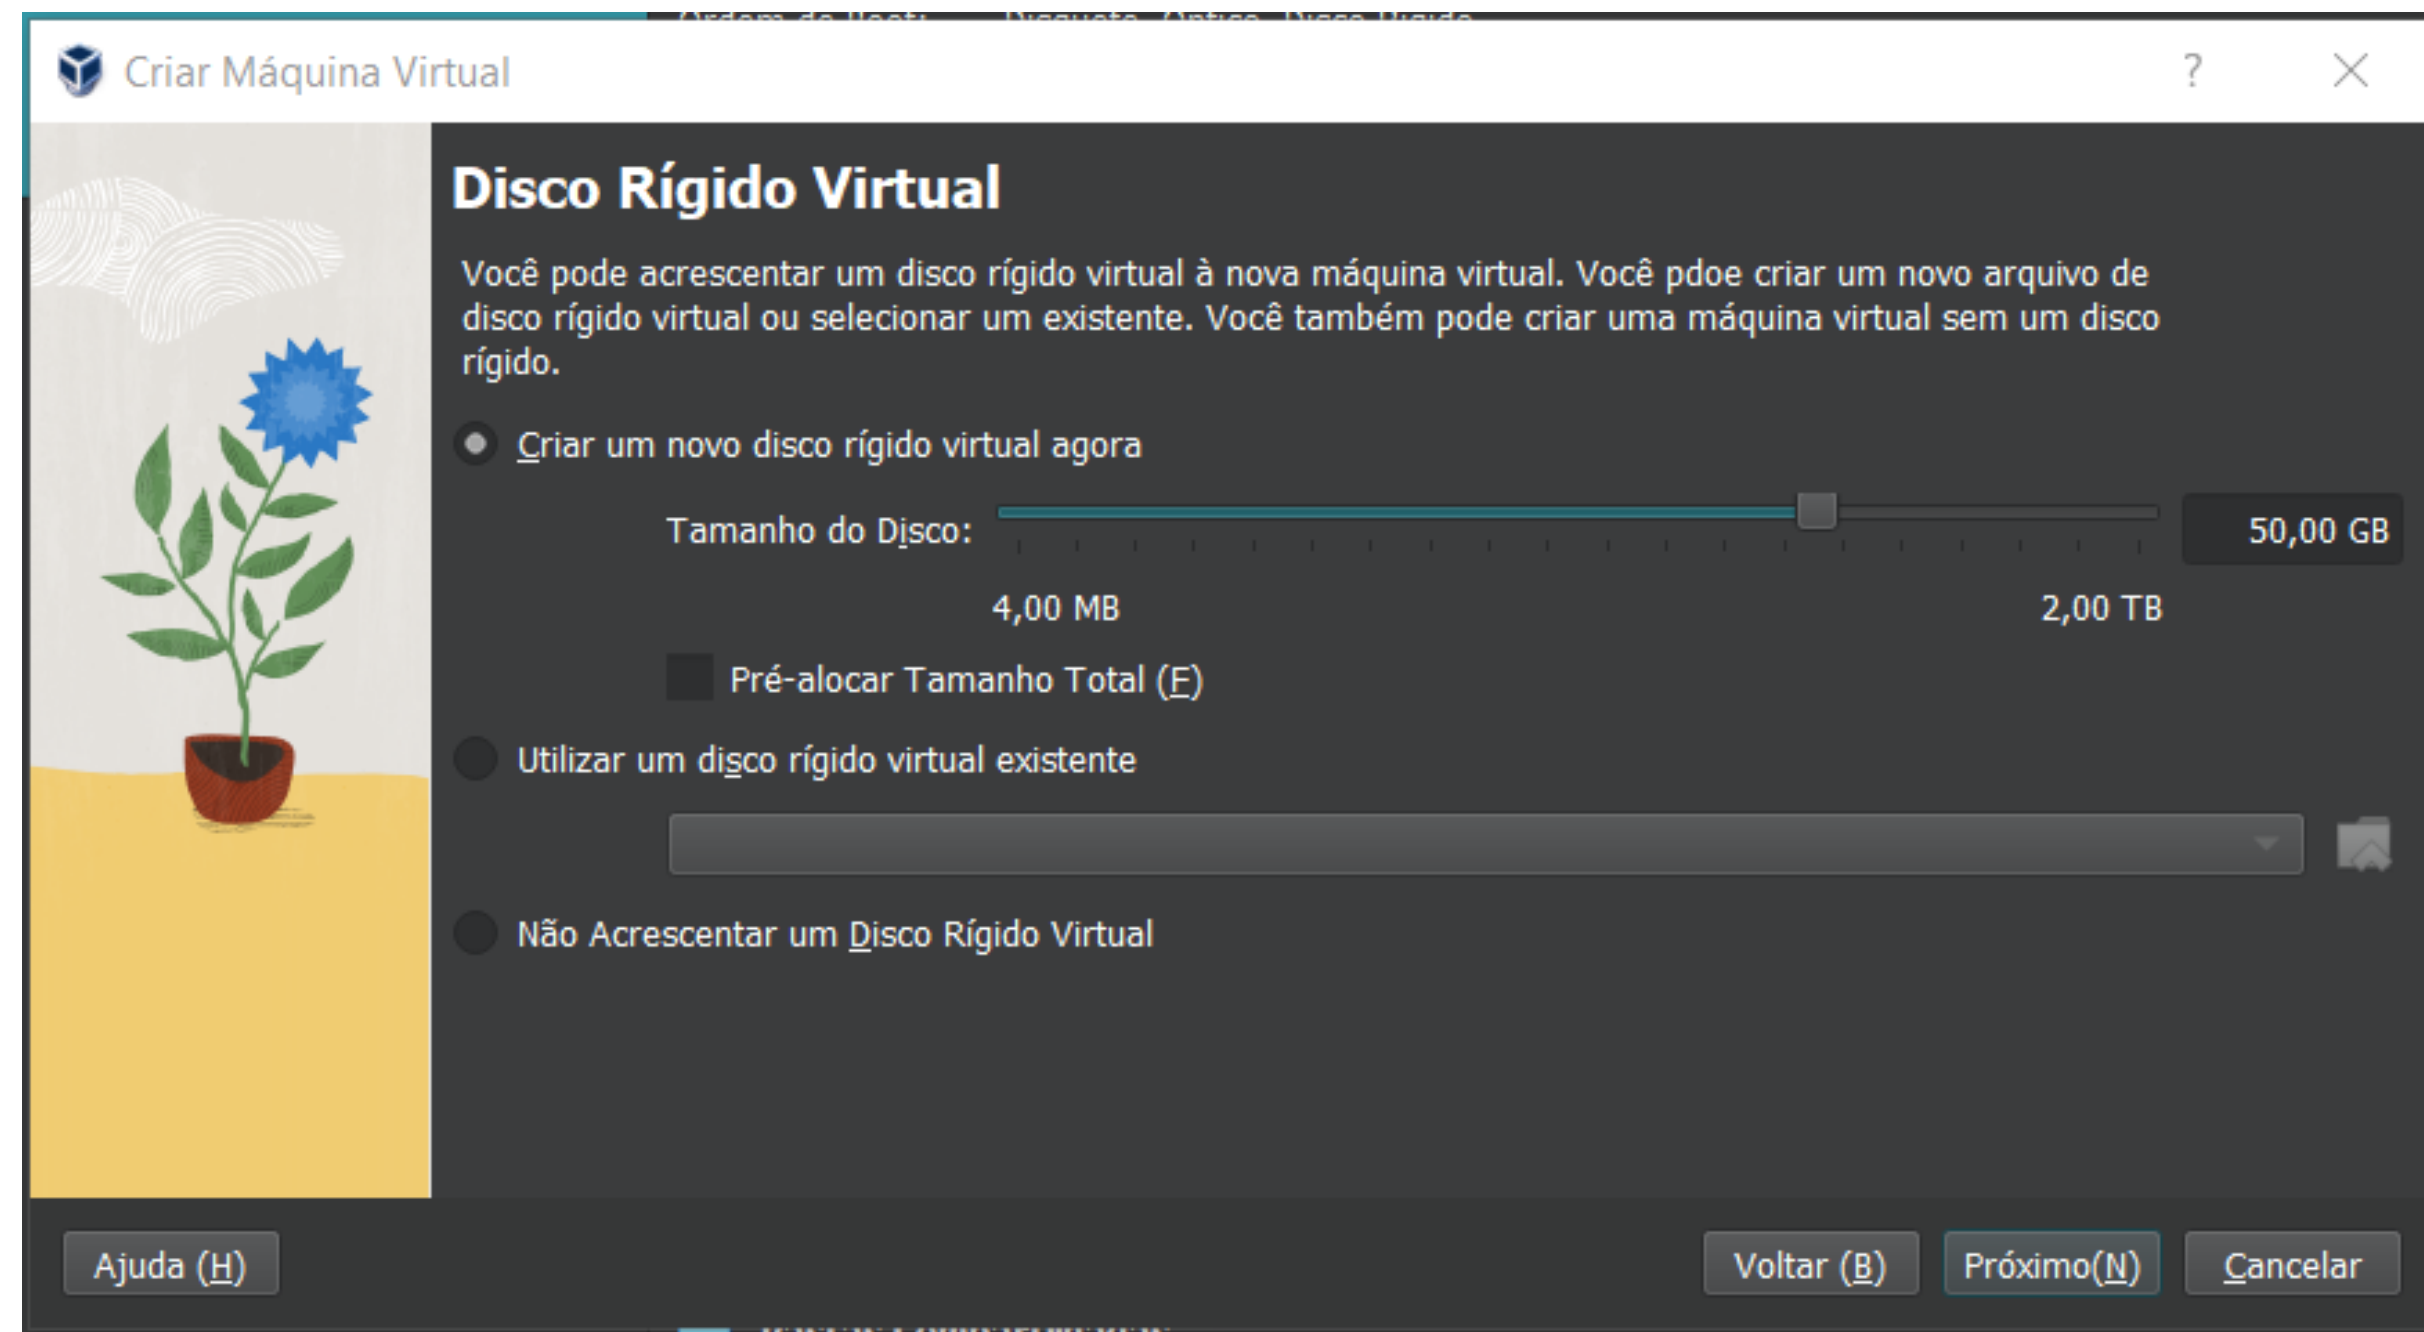 Criar Máquina Virtual
Disco Rígido Virtual
Você pode acrescentar um disco rígido virtual à nova máquina virtual. Você pdoe criar um novo arquivo de
disco rígido virtual ou selecionar um existente. Você também pode criar uma máquina virtual sem um disco
rígido.
Criar um novo disco rígido virtual agora
Tamanho do Disco: 50,00 GB
4,00 MB 2,00 TB
Pré-alocar Tamanho Total (F)
Utilizar um disco rígido virtual existente
Não Acrescentar um Disco Rígido Virtual
Ajuda (H) Voltar (B) Próximo(N) Cancelar